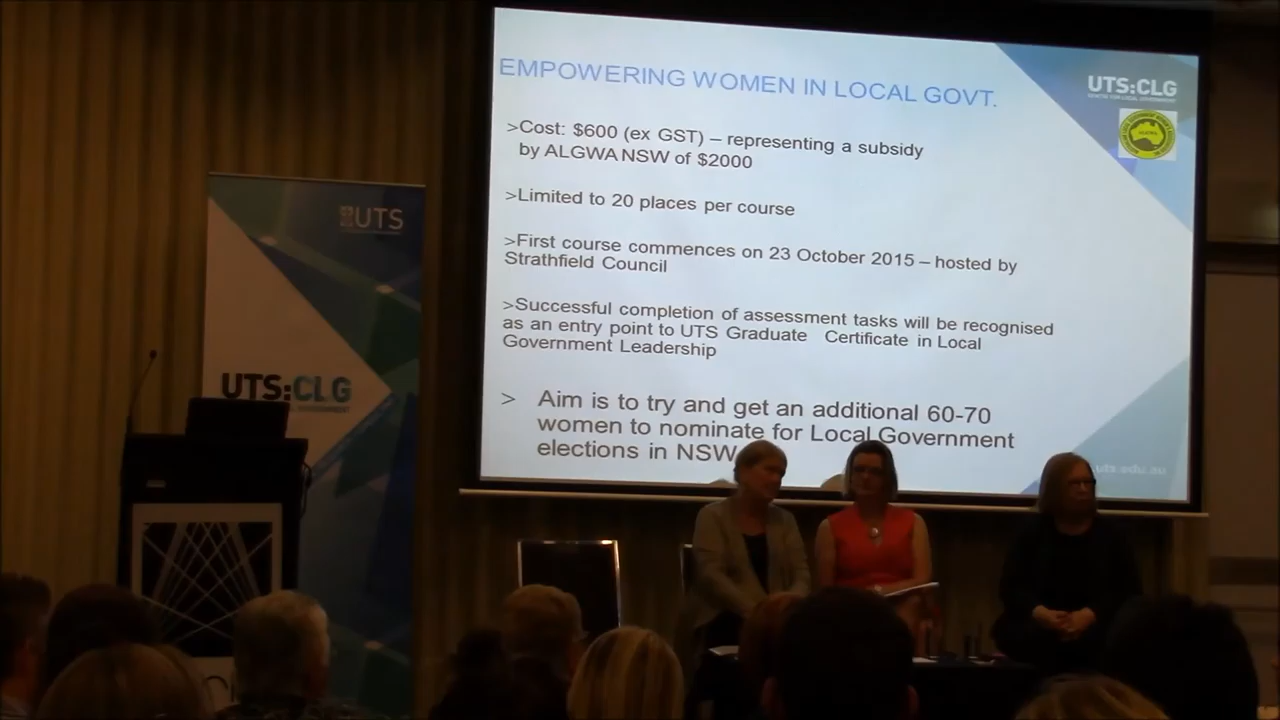 EMPOWERING WOMEN IN LOCAL GOVT.
UTS:CLG
>Cost: $600 (ex GST) – representing a subsidy
by ALGWA NSW of $2000
>Limited to 20 places per course
>First course commences on 23 October 2015 – hosted by
Strathfield Council
>Successful completion of assessment tasks will be recognised
as an entry point to UTS Graduate Certificate in Local
Government Leadership
> Aim is to try and get an additional 60-70
women to nominate for Local Government
elections in NSW
UTS
UTS:CLG